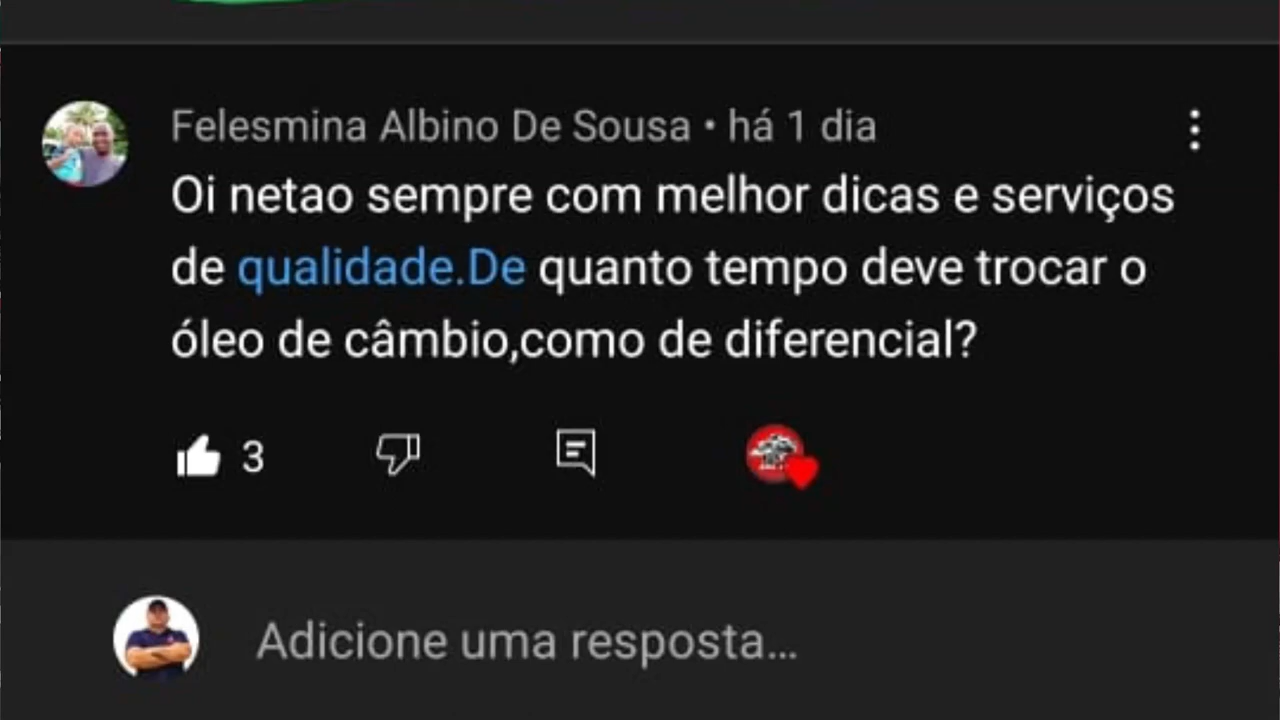 Felesmina Albino De Sousa • há 1 dia
Oi netao sempre com melhor dicas e serviços
de qualidade.De quanto tempo deve trocar o
óleo de câmbio,como de diferencial?
3
Adicione uma resposta...